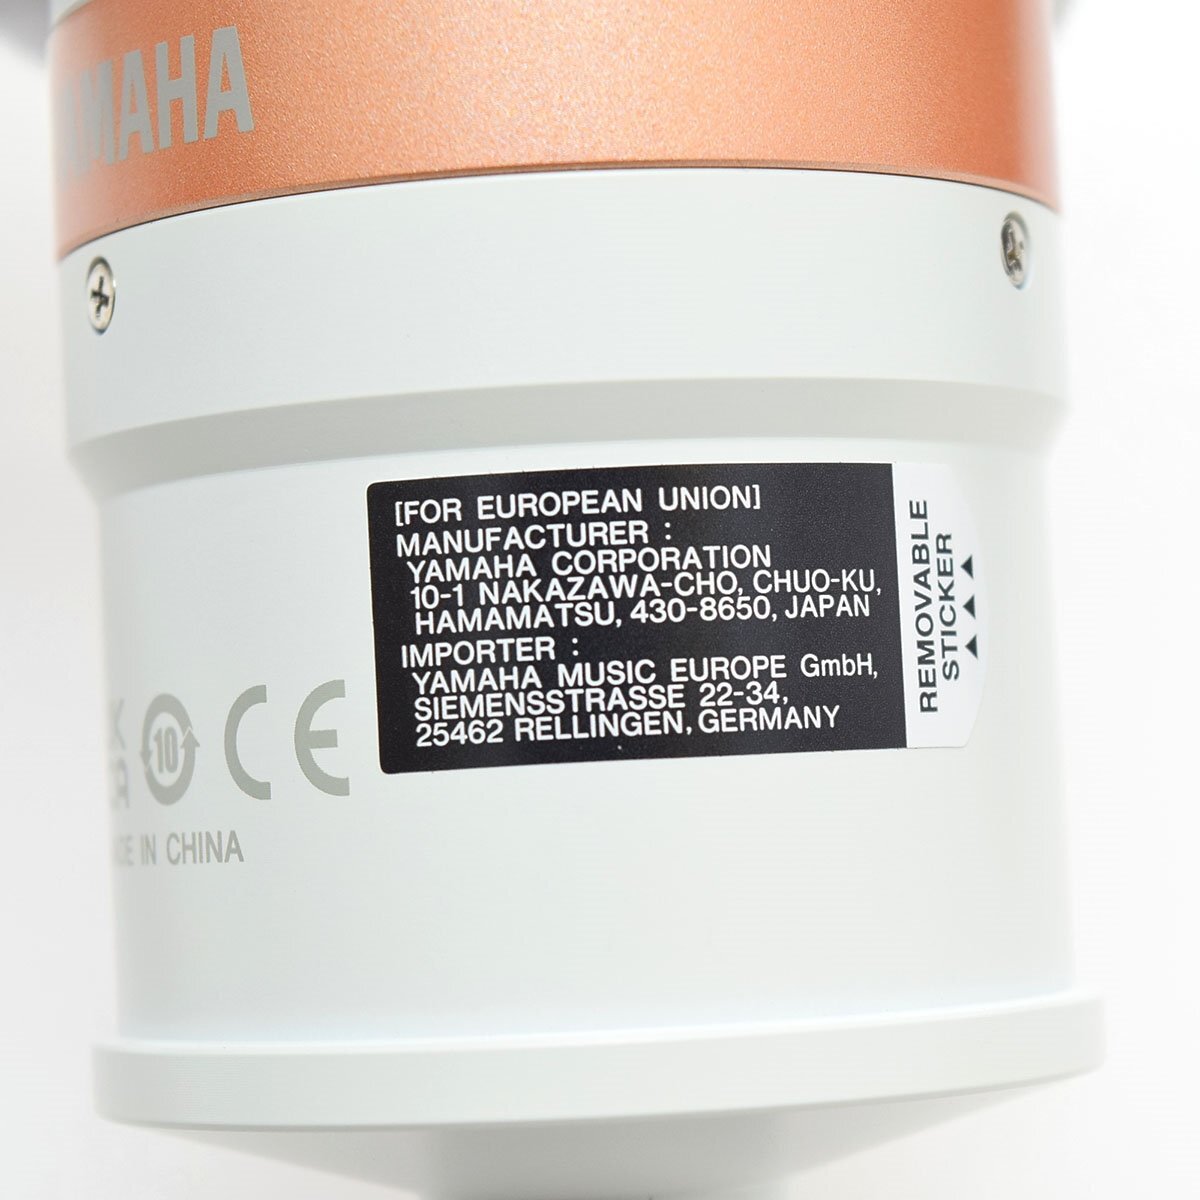 YAMAHA
[FOR EUROPEAN UNION]
MANUFACTURER :
YAMAHA CORPORATION
10-1 NAKAZAWA-CHO, CHUO-KU,
HAMAMATSU, 430-8650, JAPAN
IMPORTER :
YAMAHA MUSIC EUROPE GmbH,
SIEMENSSTRASSE 22-34,
25462 RELLINGEN, GERMANY
REMOVABLE
STICKER
10 CE
IN CHINA